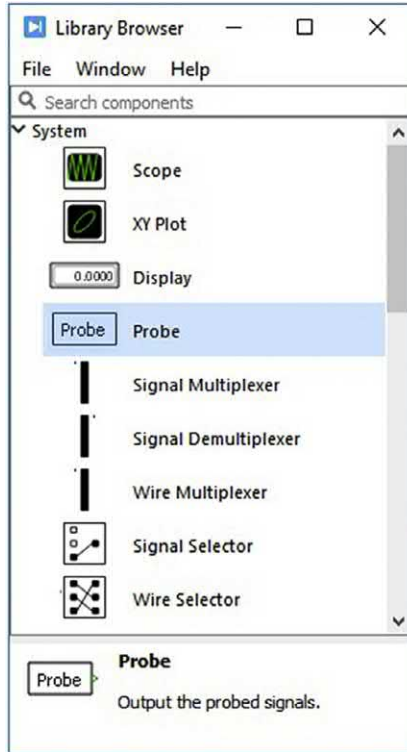 Library Browser
File Window Help
Search components
System
Scope
XY Plot
0.0000 Display
Probe Probe
Signal Multiplexer
Signal Demultiplexer
Wire Multiplexer
Signal Selector
Wire Selector
Probe
Probe
Output the probed signals.